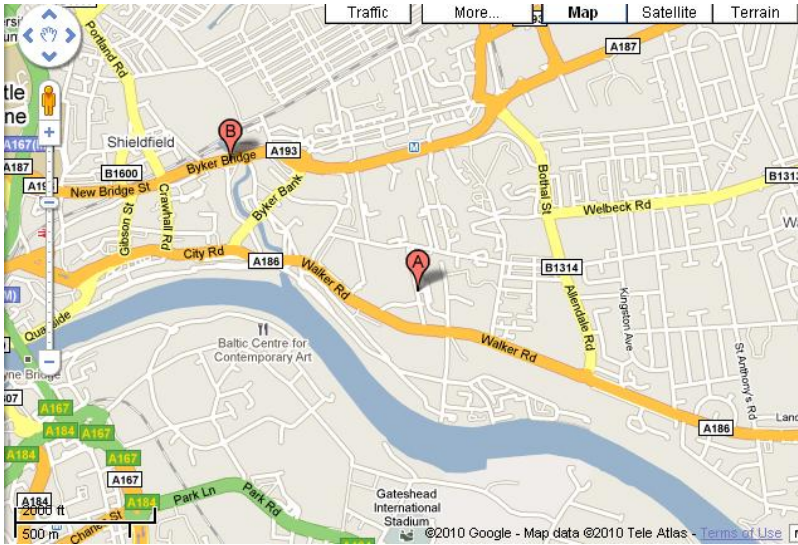 Traffic
More...
Map
Satellite
Terrain
A193
A187
Portland Rd
Shieldfield
B
Byker Bridge
A193
M
A167(M)
A187
B1600
New Bridge St
Gibson St
Crawhall Rd
Byker Bank
Bothal St
Welbeck Rd
City Rd
A186
Walker Rd
A
B1314
Allendale Rd
Kingston Ave
St Anthony's Rd
Baltic Centre for
Contemporary Art
Walker Rd
A186
A167
A184
A167
A184
A167
A184
A184
Park Ln
Park Rd
Gateshead
International
Stadium
2000 ft
500 m
©2010 Google - Map data ©2010 Tele Atlas - Terms of Use